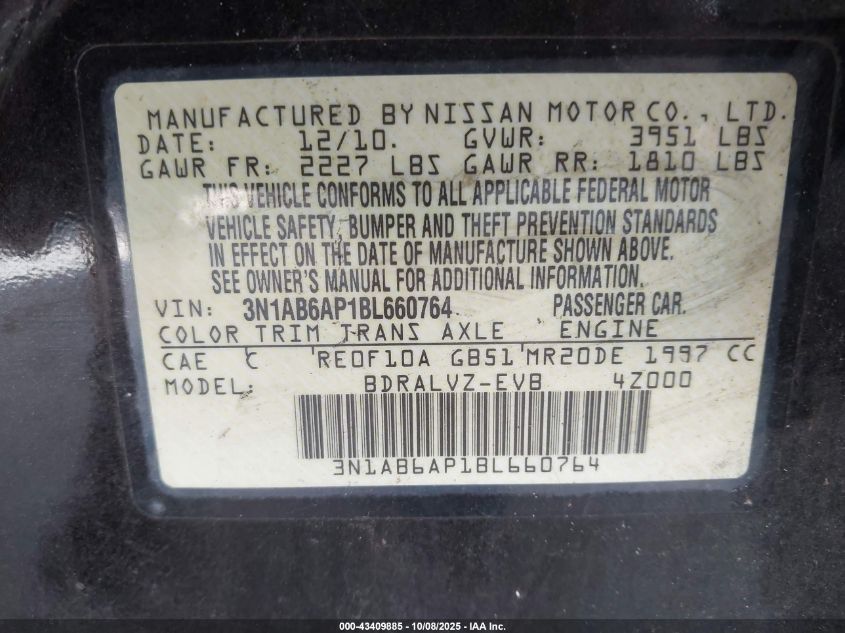 MANUFACTURED BY NISSAN MOTOR CO., LTD.
DATE: 12/10. GVWR: 3951 LBS
GAWR FR: 2227 LBS GAWR RR: 1810 LBS
THIS VEHICLE CONFORMS TO ALL APPLICABLE FEDERAL MOTOR
VEHICLE SAFETY, BUMPER AND THEFT PREVENTION STANDARDS
IN EFFECT ON THE DATE OF MANUFACTURE SHOWN ABOVE.
SEE OWNER'S MANUAL FOR ADDITIONAL INFORMATION.
VIN: 3N1AB6AP1BL660764 PASSENGER CAR.
COLOR TRIM TRANS AXLE ENGINE
CAE C RE0F10A GB51 MR20DE 1997 CC
MODEL: BDRALVZ-EVB 4Z000
3N1AB6AP1BL660764
000-43409885 - 10/08/2025 - IAA Inc.